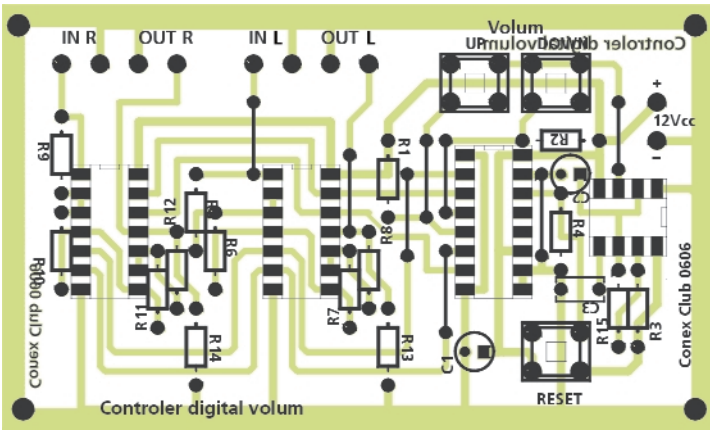 Volum
IN R OUT R IN L OUT L
UP DOWN
Controler digital volum
+
12Vcc
-
R9
R1
R2
R12
R8
R6
C2
R4
R10
R11
R7
C3
R15
R3
R14
R13
C1
RESET
Conex Club 0606
Conex Club 0606
Controler digital volum